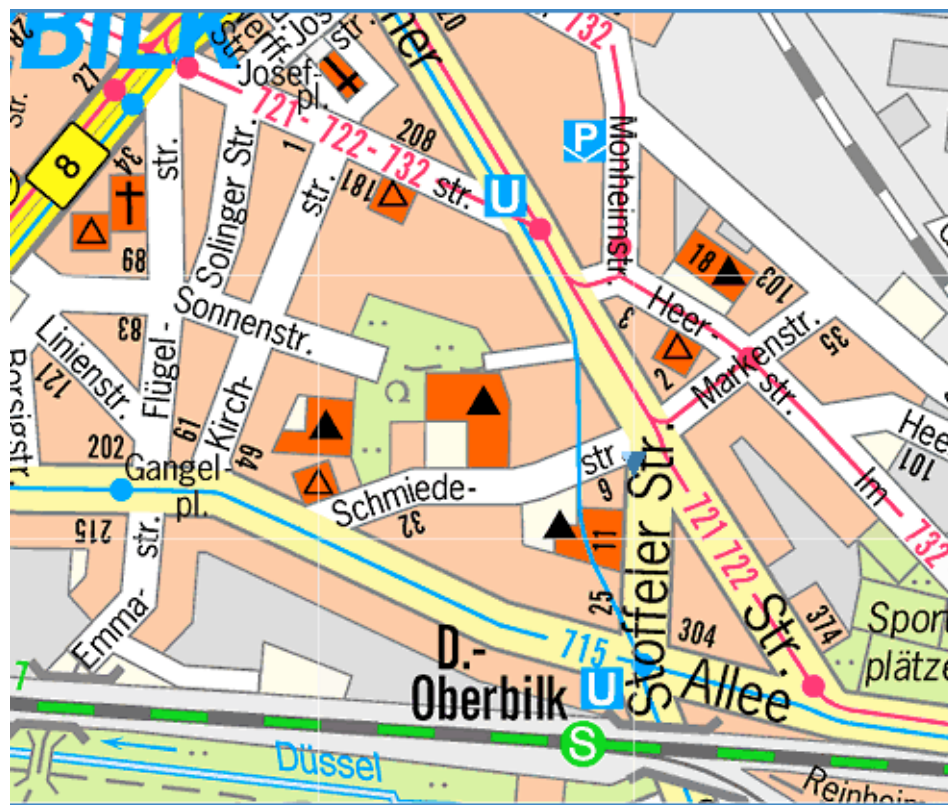 BILK
27
str.
Josef-
pl.
721-722-732
208
str.
732
Monheimstr.
P
U
8
34
str.
Solinger Str.
1
str.
181
89
Sonnenstr.
83
Linienstr.
121
Flügel-
Kirch-
61
64
202
Gangel-
pl.
215
str.
Emma-
Schmiede-
str.
32
9
11
25
18
103
3
Heer-
str.
2
Markenstr.
35
101
Im
732
721 722
Stoffeler Str.
Str.
304
374
Sport
plätze
D.-
Oberbilk
715
U
Allee
S
Düssel